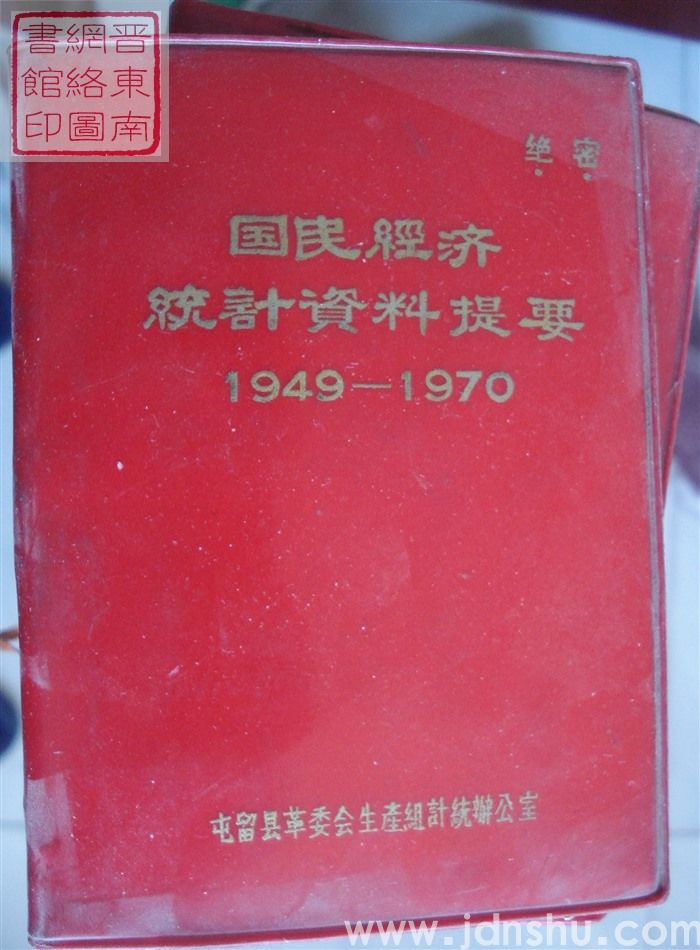 晋東南
網絡圖
書館印
绝密
国民經济
統計資料提要
1949—1970
屯留县革委会生產組計統辦公室
www.jdnshu.com